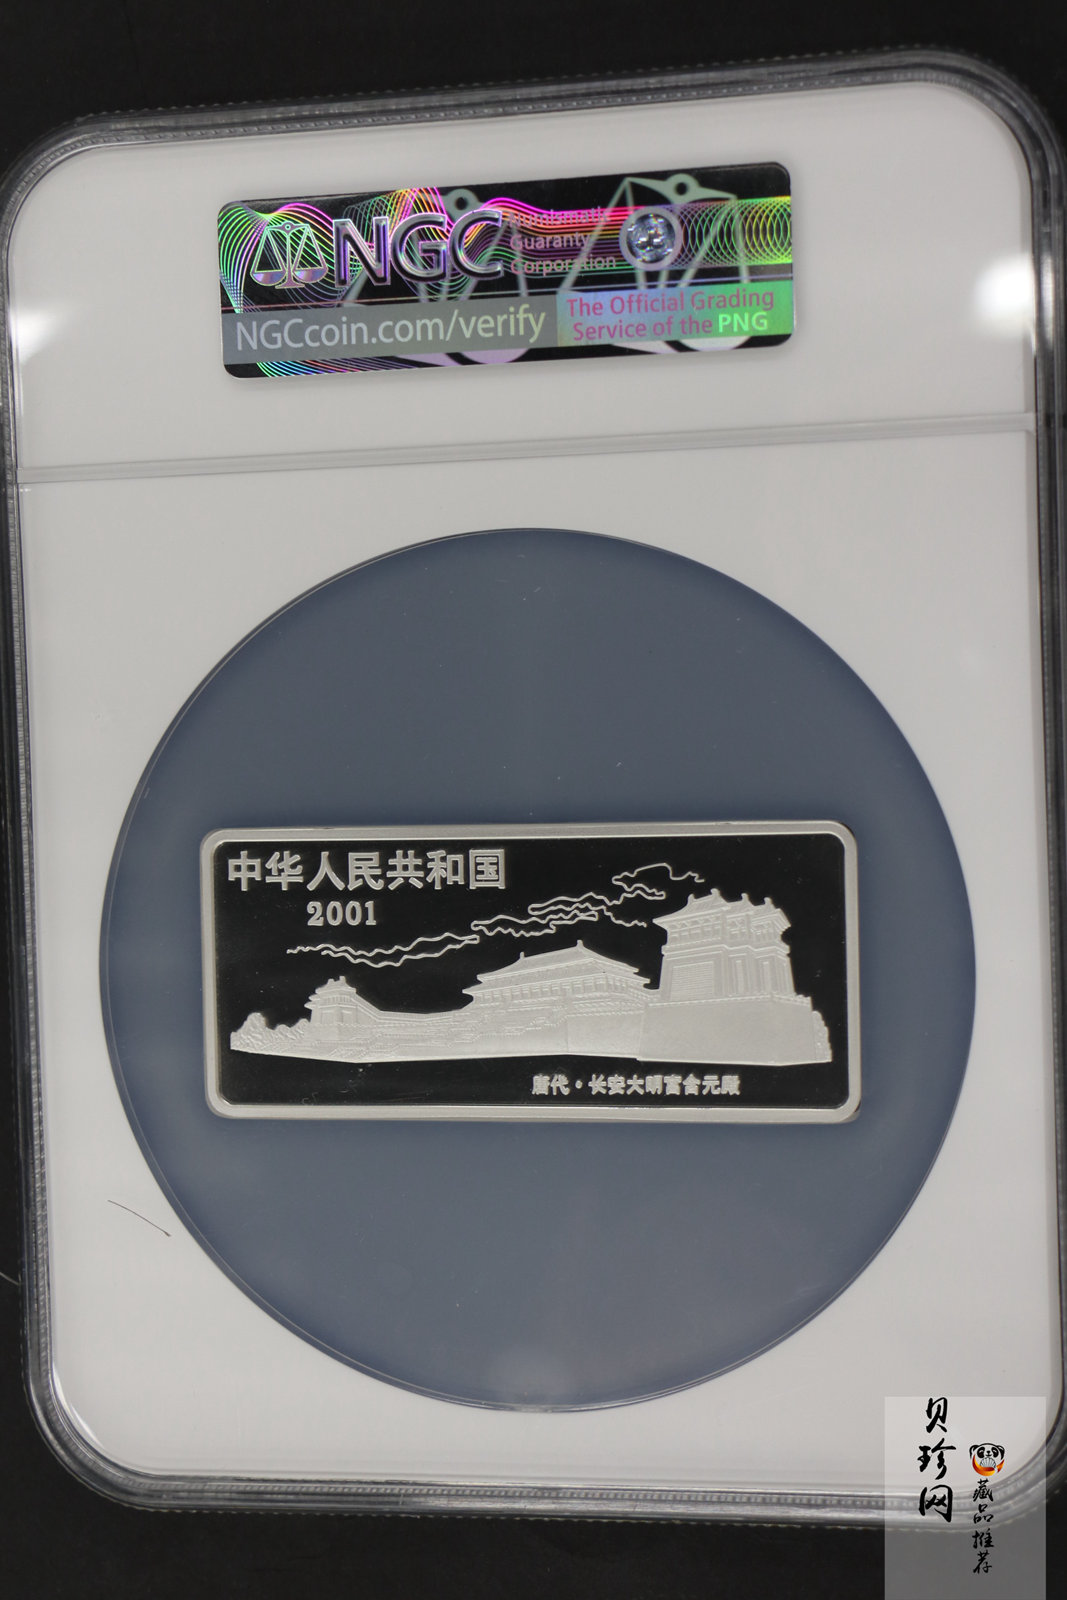 NGC
Numismatic
Guaranty
Corporation
NGCcoin.com/verify
The Official Grading
Service of the PNG
中华人民共和国
2001
唐代·长安大明宫含元殿
贝珍网
藏品推荐